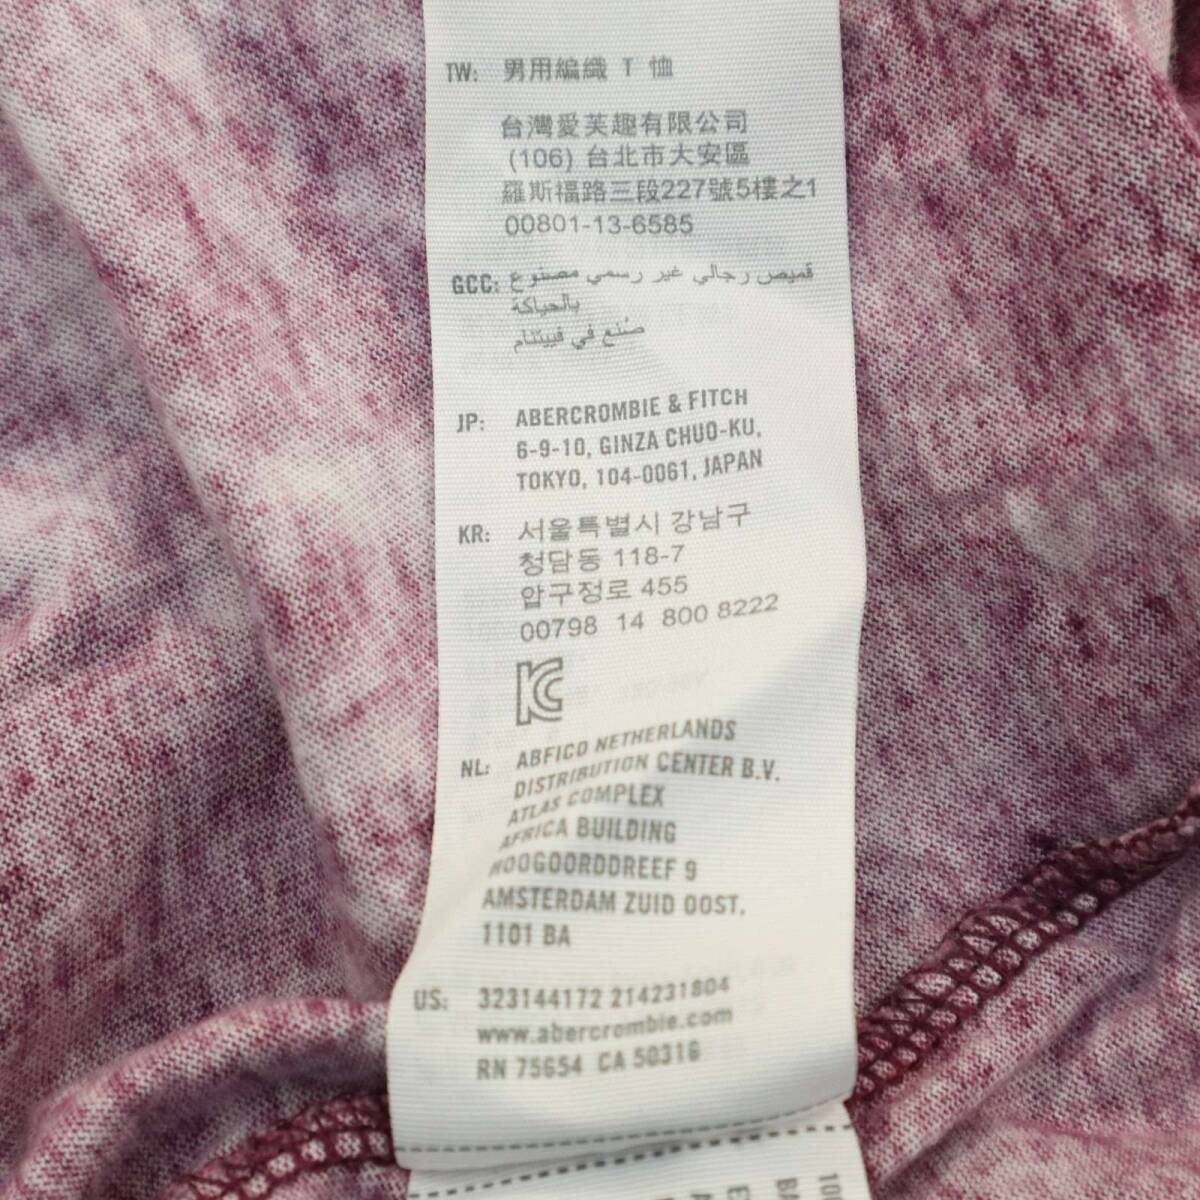 TW: 男用編織 T 恤
台灣愛芙趣有限公司
(106) 台北市大安區
羅斯福路三段227號5樓之1
00801-13-6585
GCC: قميص رجالي غير رسمي مصنوع
بالحياكة
صُنع في فييتنام
JP: ABERCROMBIE & FITCH
6-9-10, GINZA CHUO-KU,
TOKYO, 104-0061, JAPAN
KR: 서울특별시 강남구
청담동 118-7
압구정로 455
00798 14 800 8222
KC
NL: ABFICO NETHERLANDS
DISTRIBUTION CENTER B.V.
ATLAS COMPLEX
AFRICA BUILDING
HOOGOORDDREEF 9
AMSTERDAM ZUID OOST,
1101 BA
US: 323144172 214231804
www.abercrombie.com
RN 75654 CA 50316